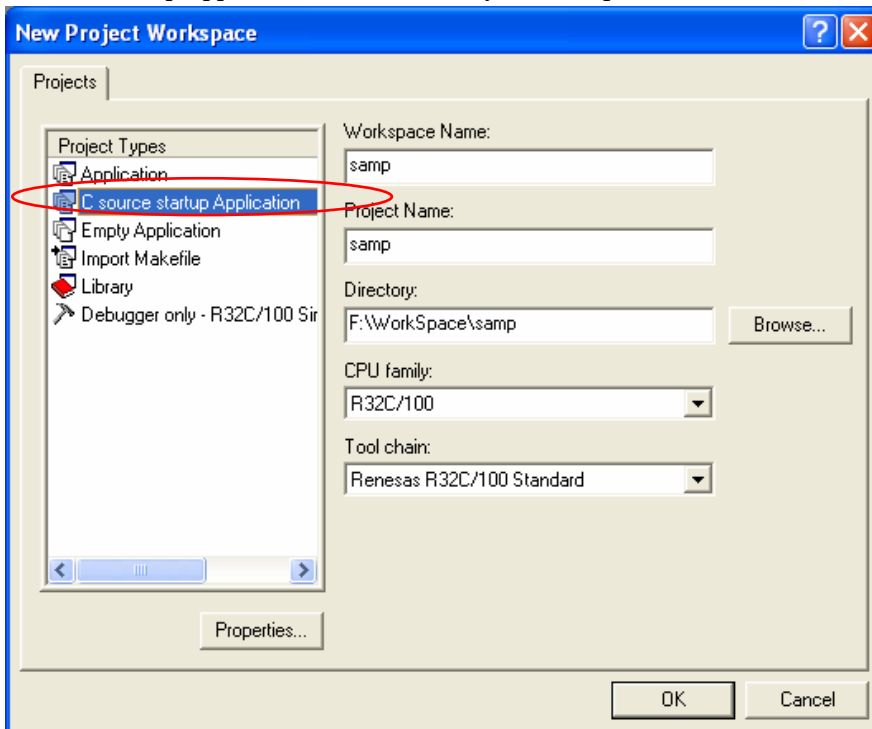 New Project Workspace
Projects
Project Types
Application
C source startup Application
Empty Application
Import Makefile
Library
Debugger only - R32C/100 Sir
Properties...
Workspace Name:
samp
Project Name:
samp
Directory:
F:\WorkSpace\samp
Browse...
CPU family:
R32C/100
Tool chain:
Renesas R32C/100 Standard
OK
Cancel